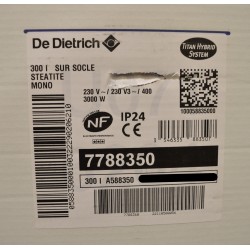 De Dietrich
TITAN HYBRID
SYSTEM
300 l SUR SOCLE
STEATITE
MONO
230 V~ / 230 V3~ / 400
3000 W
NF
IP24
CE
7788350
300 l A588350